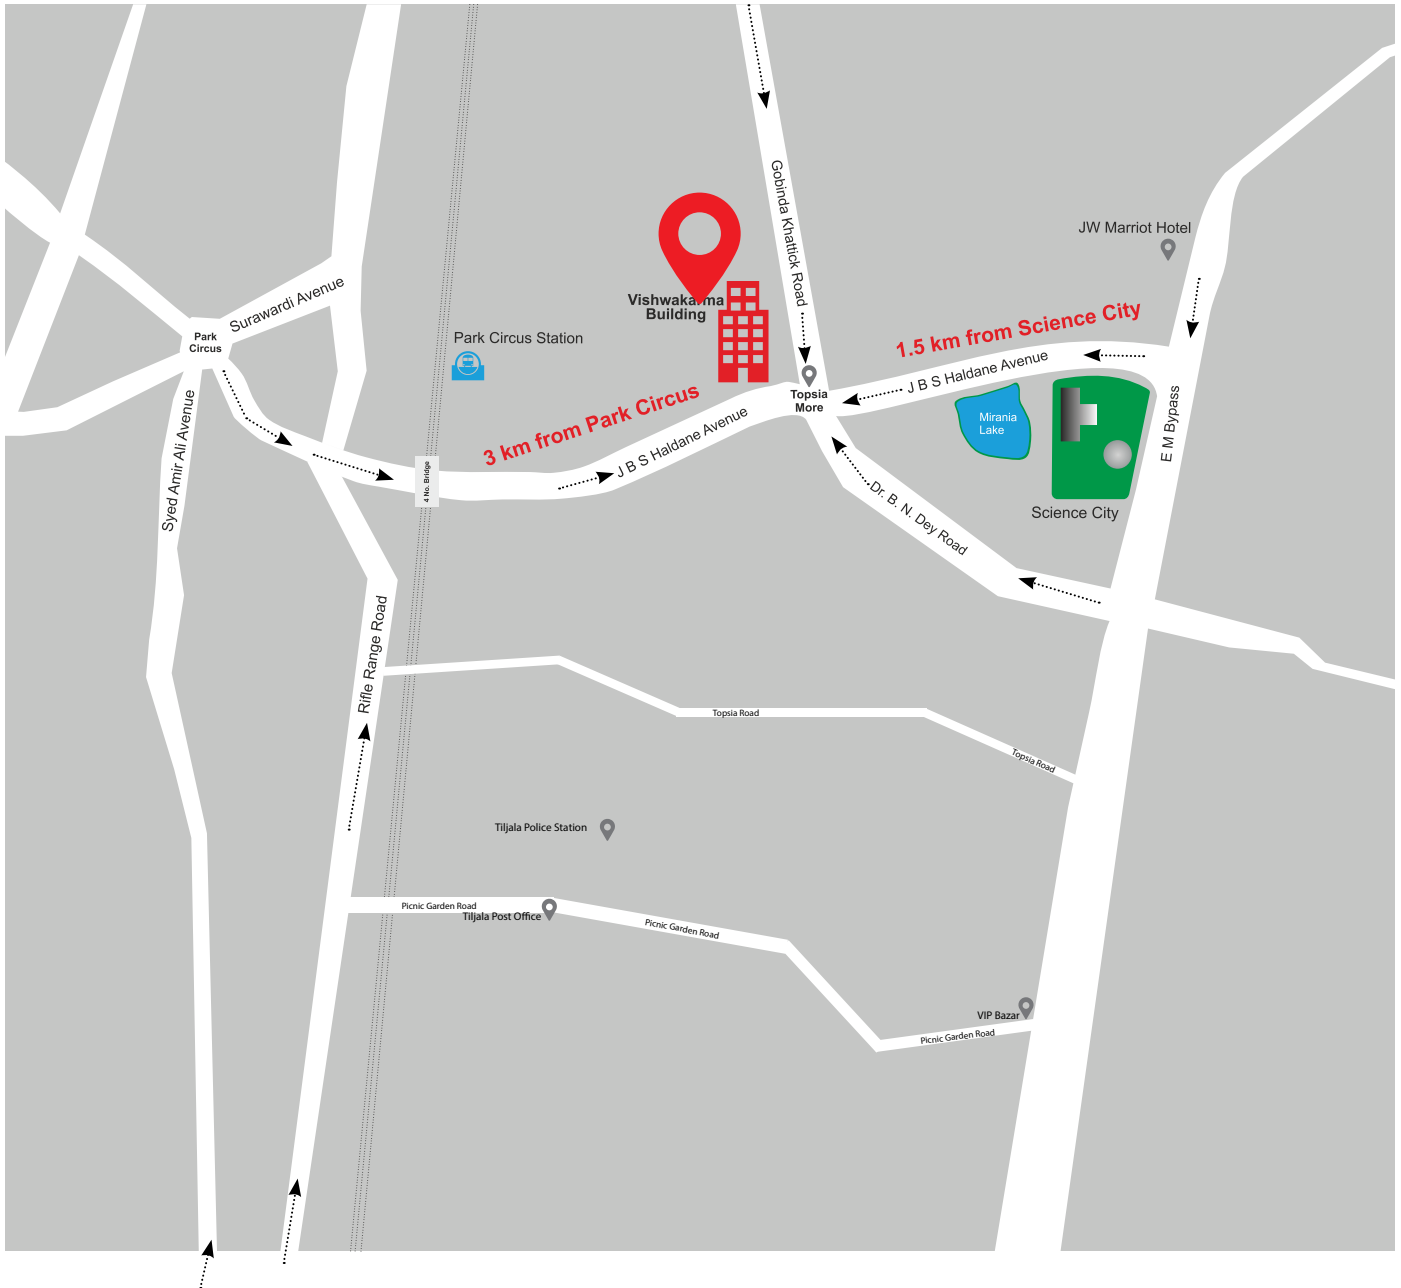 Gobinda Khattick Road
JW Marriot Hotel
Surawardi Avenue
Vishwakarma
Building
1.5 km from Science City
Park
Circus
Park Circus Station
J B S Haldane Avenue
Topsia
More
3 km from Park Circus
J B S Haldane Avenue
Mirania
Lake
E M Bypass
Syed Amir Ali Avenue
4 No. Bridge
Science City
Dr. B. N. Dey Road
Rifle Range Road
Topsia Road
Topsia Road
Tiljala Police Station
Picnic Garden Road
Tiljala Post Office
Picnic Garden Road
VIP Bazar
Picnic Garden Road